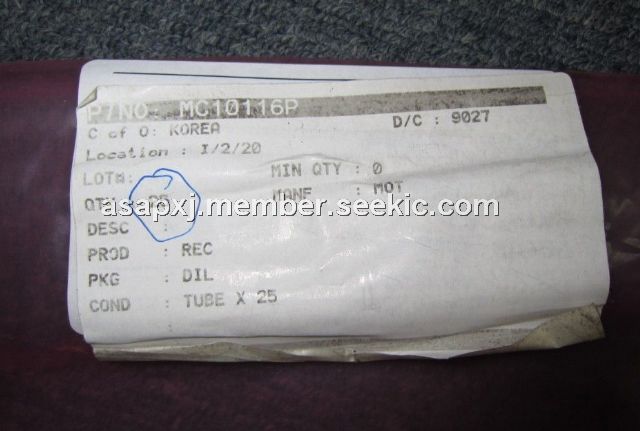 P/NO. MC10116P
C of O: KOREA D/C : 9027
Location : I/2/20
LOT#: MIN QTY : 0
QTY : 25 MANF : MOT
asapxj.member.seekic.com
DESC :
PROD : REC
PKG : DIL
COND : TUBE X 25
: